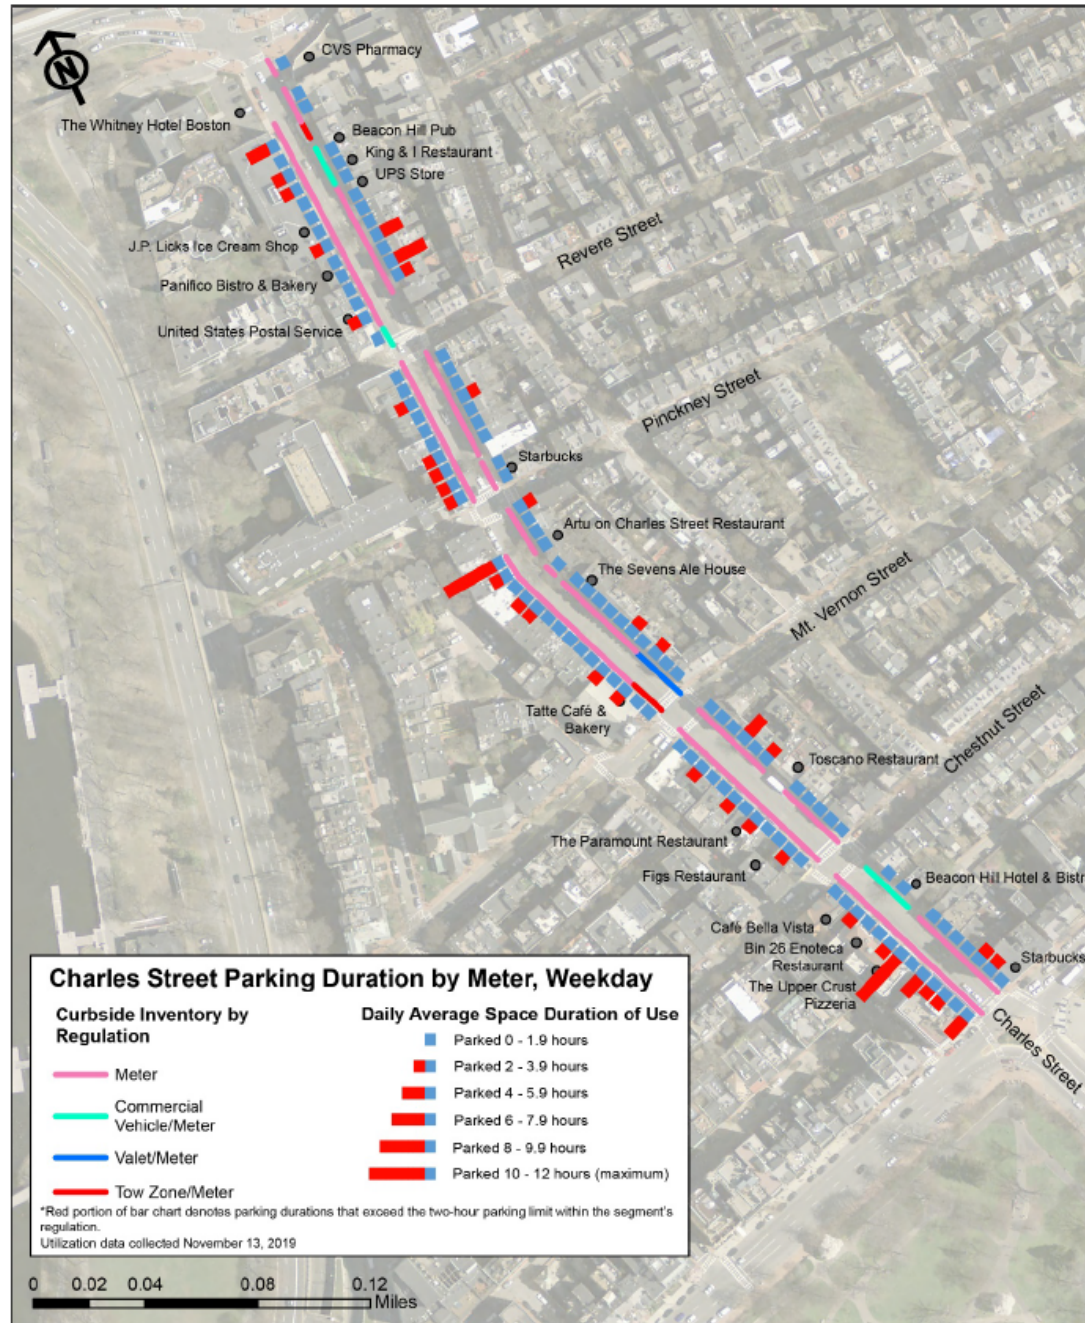 N
CVS Pharmacy
The Whitney Hotel Boston
Beacon Hill Pub
King & I Restaurant
UPS Store
Revere Street
J.P. Licks Ice Cream Shop
Panifico Bistro & Bakery
United States Postal Service
Pinckney Street
Starbucks
Artu on Charles Street Restaurant
The Sevens Ale House
Mt. Vernon Street
Tatte Café &
Bakery
Chestnut Street
Toscano Restaurant
The Paramount Restaurant
Figs Restaurant
Beacon Hill Hotel & Bistr
Café Bella Vista
Bin 26 Enoteca
Restaurant
The Upper Crust
Pizzeria
Starbucks
Charles Street
Charles Street Parking Duration by Meter, Weekday
Curbside Inventory by
Regulation
Meter
Commercial
Vehicle/Meter
Valet/Meter
Tow Zone/Meter
Daily Average Space Duration of Use
Parked 0 - 1.9 hours
Parked 2 - 3.9 hours
Parked 4 - 5.9 hours
Parked 6 - 7.9 hours
Parked 8 - 9.9 hours
Parked 10 - 12 hours (maximum)
*Red portion of bar chart denotes parking durations that exceed the two-hour parking limit within the segment's
regulation.
Utilization data collected November 13, 2019
0 0.02 0.04 0.08 0.12
Miles